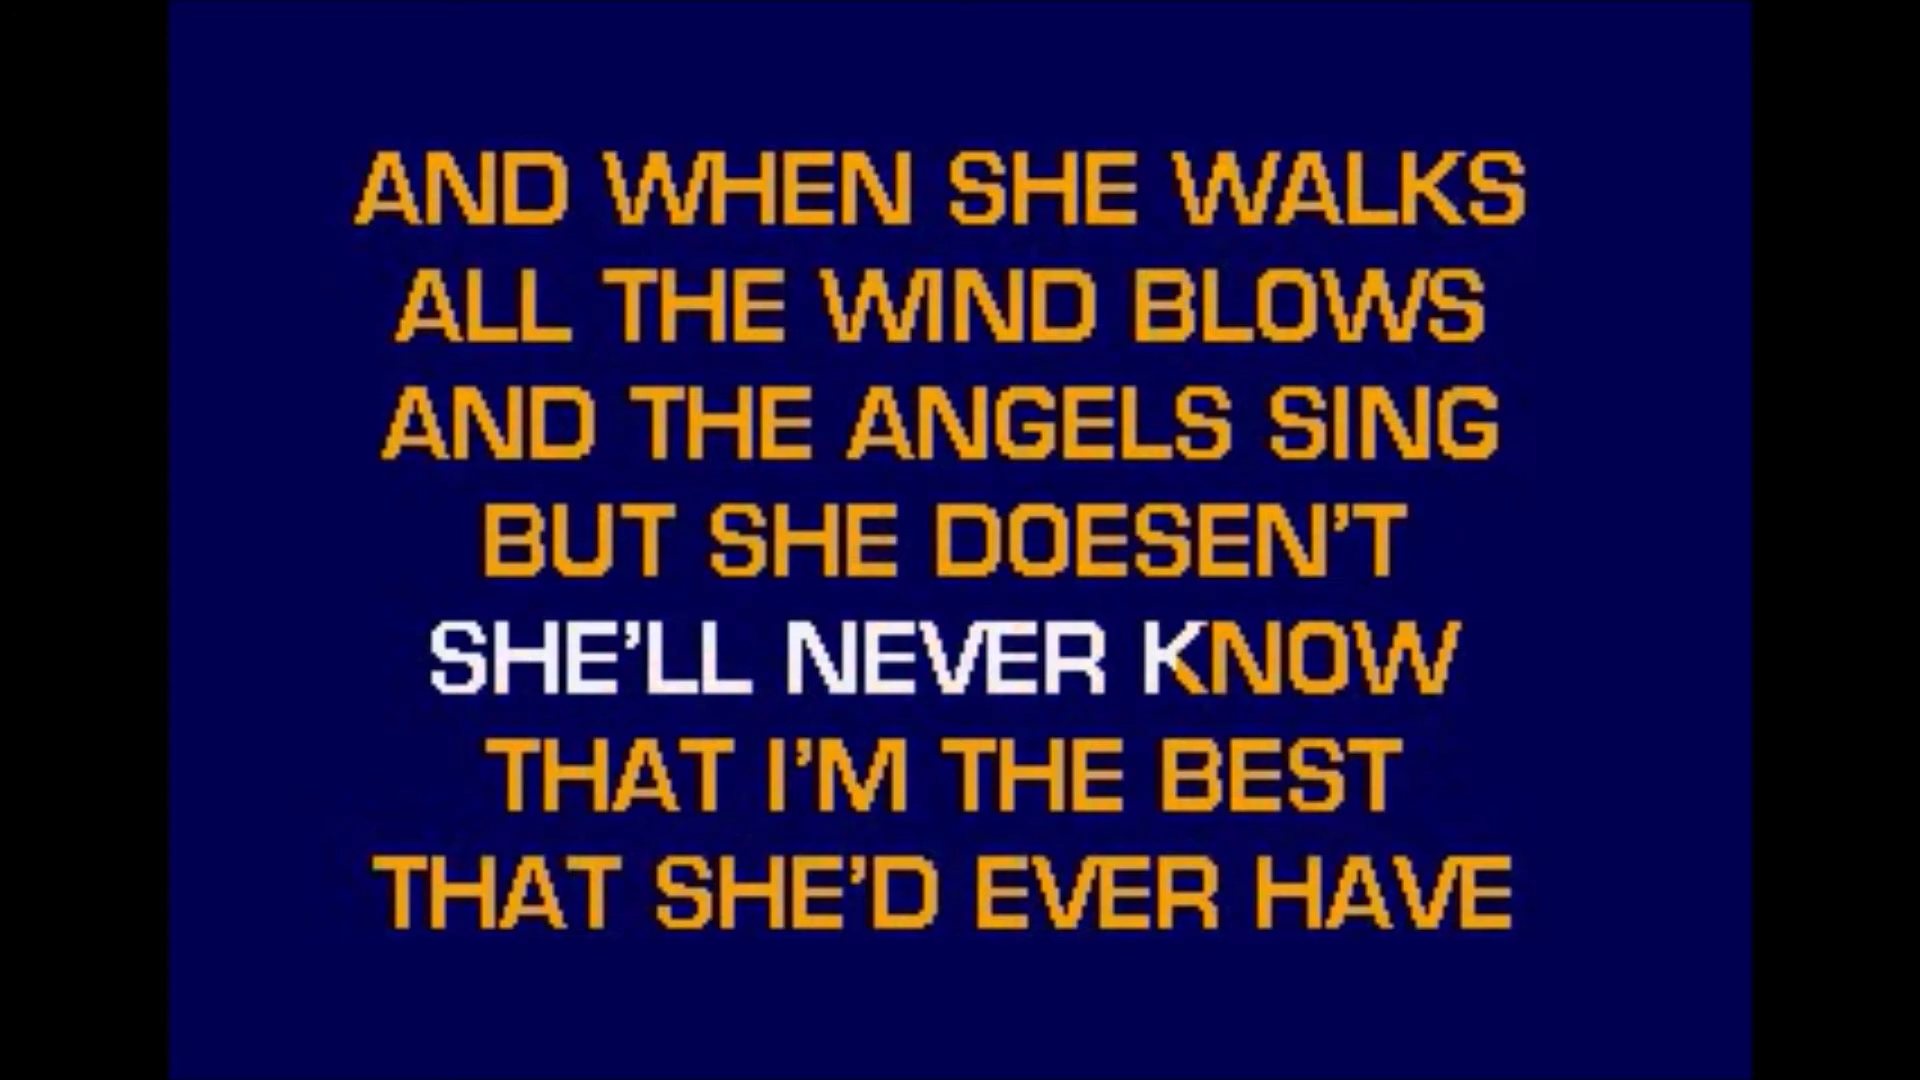 AND WHEN SHE WALKS
ALL THE WIND BLOWS
AND THE ANGELS SING
BUT SHE DOESEN'T
SHE'LL NEVER KNOW
THAT I'M THE BEST
THAT SHE'D EVER HAVE